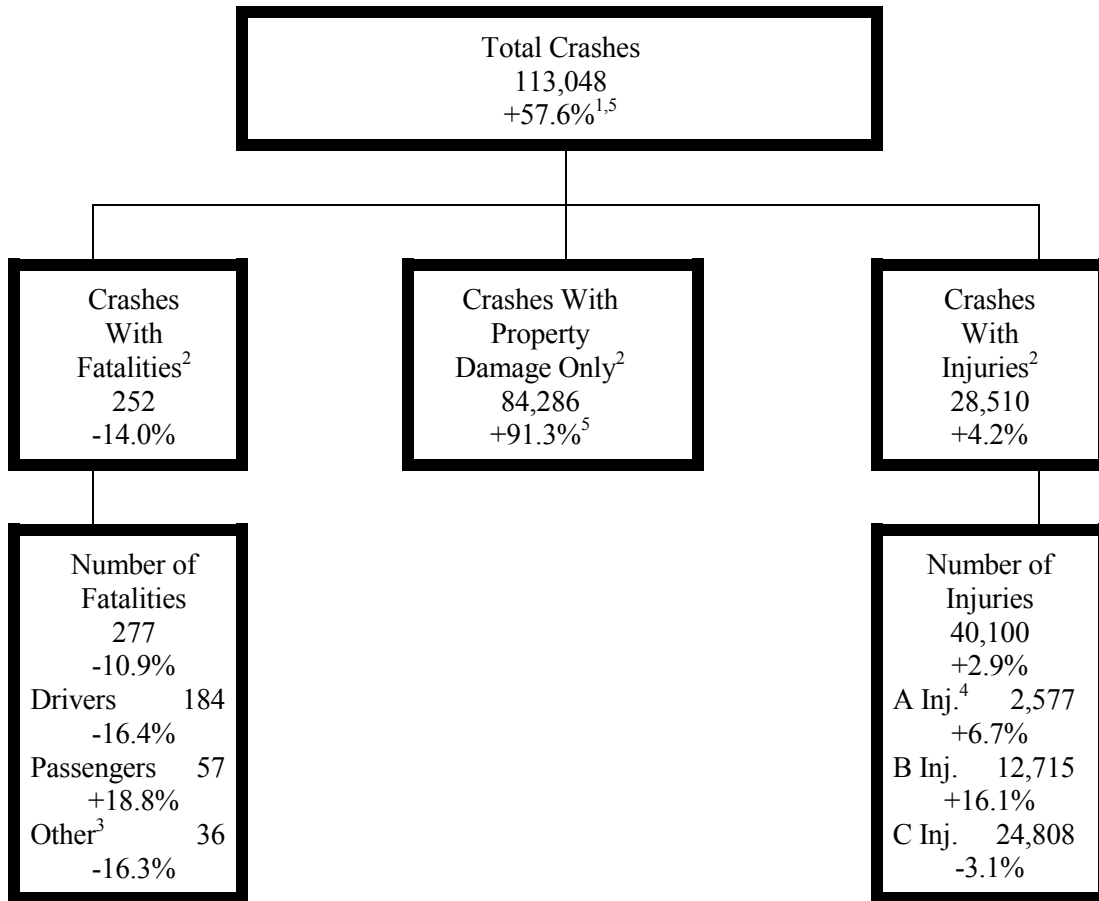 Total Crashes
113,048
+57.6%1,5
Crashes
With
Fatalities2
252
-14.0%
Crashes With
Property
Damage Only2
84,286
+91.3%5
Crashes
With
Injuries2
28,510
+4.2%
Number of
Fatalities
277
-10.9%
Drivers 184
-16.4%
Passengers 57
+18.8%
Other3 36
-16.3%
Number of
Injuries
40,100
+2.9%
A Inj.4 2,577
+6.7%
B Inj. 12,715
+16.1%
C Inj. 24,808
-3.1%